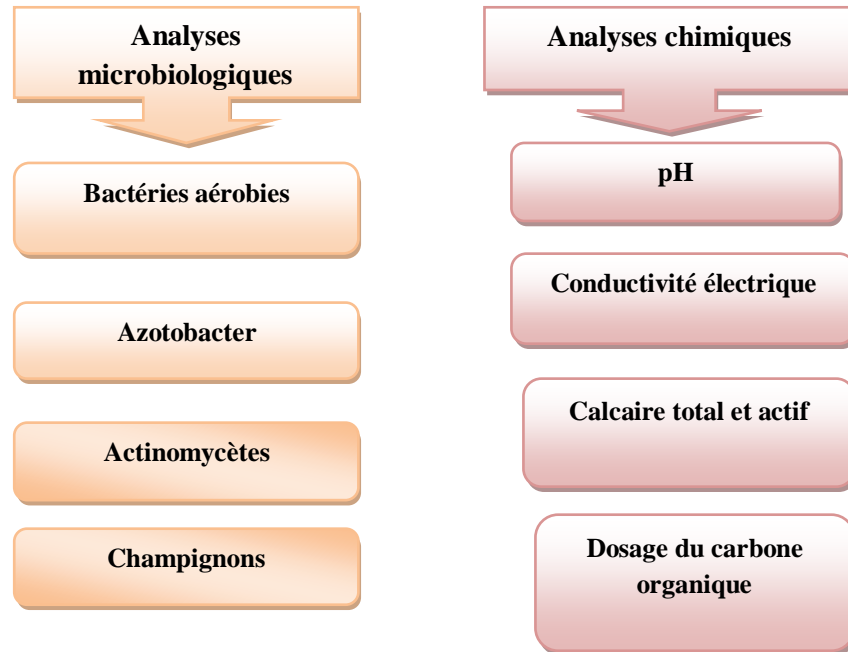 Analyses
microbiologiques
Bactéries aérobies
Azotobacter
Actinomycètes
Champignons
Analyses chimiques
pH
Conductivité électrique
Calcaire total et actif
Dosage du carbone
organique